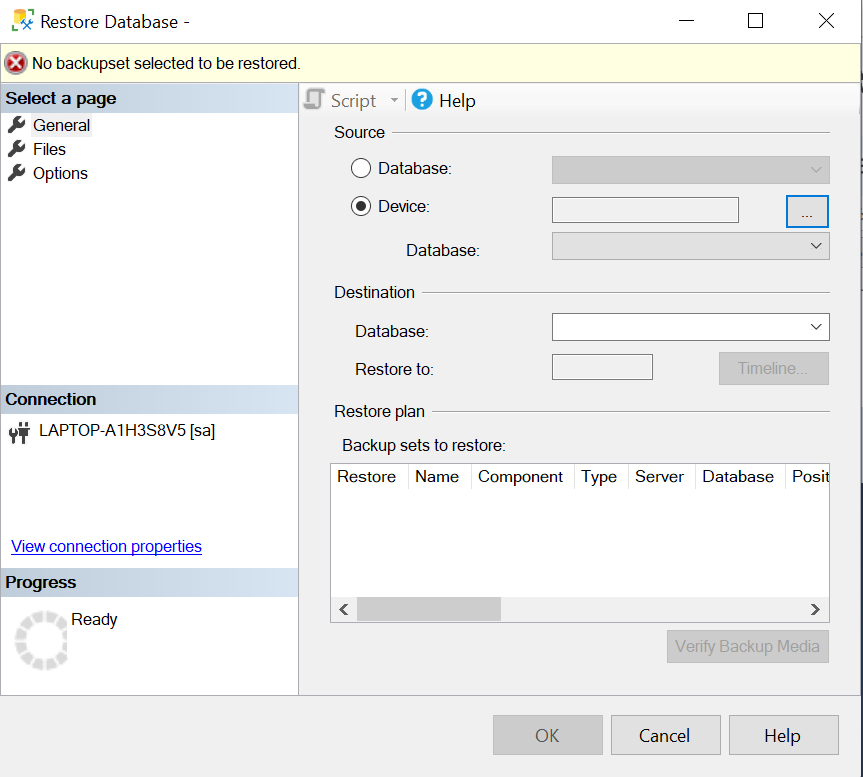 Restore Database -
No backupset selected to be restored.
Select a page
General
Files
Options
Connection
LAPTOP-A1H3S8V5 [sa]
View connection properties
Progress
Ready
Script
Help
Source
Database:
Device:
...
Database:
Destination
Database:
Restore to:
Timeline...
Restore plan
Backup sets to restore:
Restore Name Component Type Server Database Posit
Verify Backup Media
OK Cancel Help